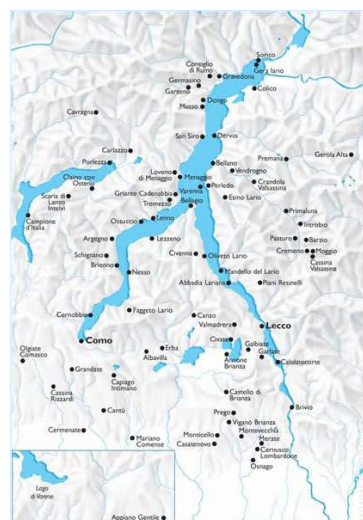 Sorico
Consiglio
di Rumo
Gravedona
Gera lario
Germasino
Garzeno
Colico
Dongo
Musso
Cavragna
San Siro
Dervio
Carlazzo
Porlezza
Bellano
Premana
Gerola Alta
Loveno
di Menaggio
Menaggio
Vendrogno
Claino con
Osteno
Crandola
Valsassina
Varenna
Perledo
Griante Cadenabbia
Scaria di
Lanzo
Intelvi
Tremezzo
Esino Lario
Bellagio
Campione
d'Italia
Ossuccio
Lenno
Primaluna
Introbio
Argegno
Lezzeno
Pasturo
Barzio
Schignano
Civenna
Oliveto Lario
Cremeno
Moggio
Cassina
Valsassina
Brienno
Nesso
Mandello del Lario
Abbadia Lariana
Piani Resinelli
Cernobbio
Faggeto Lario
Canzo
Valmadrera
Lecco
Como
Civate
Olgiate
Comasco
Erba
Albavilla
Galbiate
Garlate
Annone
Brianza
Calolziocorte
Grandate
Capiago
Intimiano
Cassina
Rizzardi
Castello di
Brianza
Brivio
Cantù
Prego
Viganò Brianza
Cermenate
Mariano
Comense
Monticello
Montevecchia
Casatenovo
Merate
Cernusco
Lombardone
Osnago
Lago
di Varese
Appiano Gentile